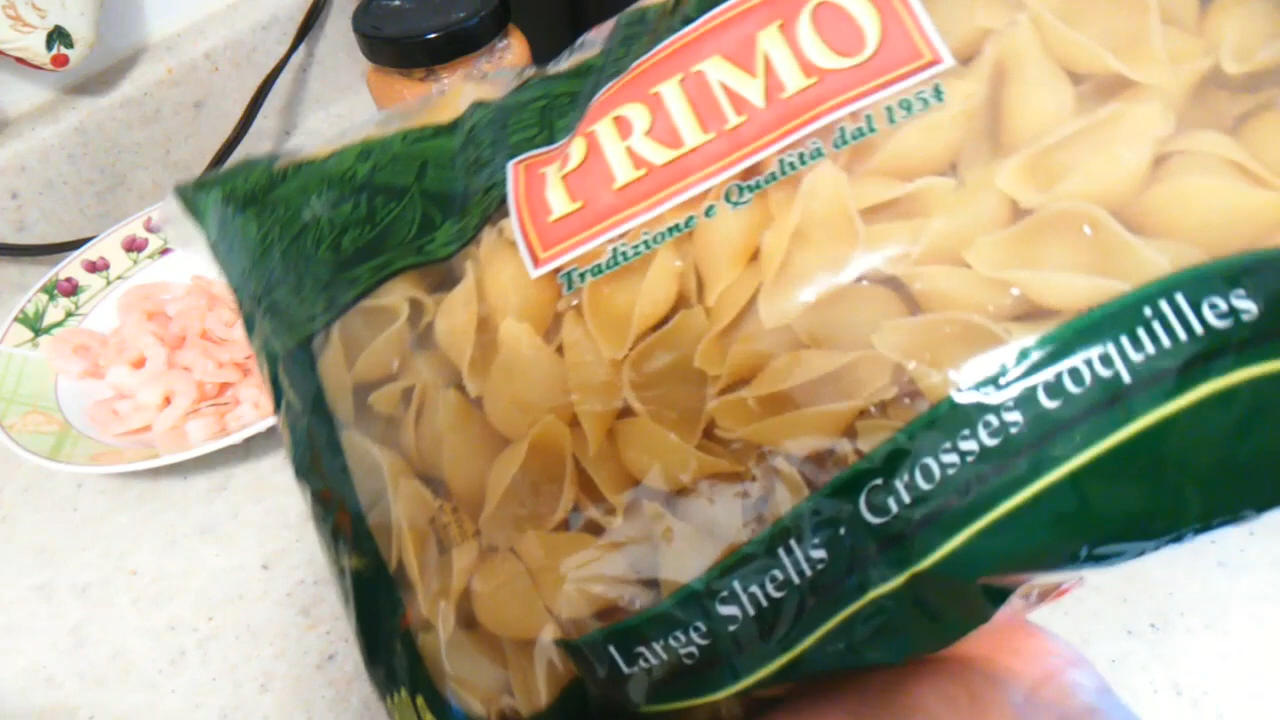 PRIMO
Tradizione e Qualità dal 1954
Large Shells · Grosses coquilles